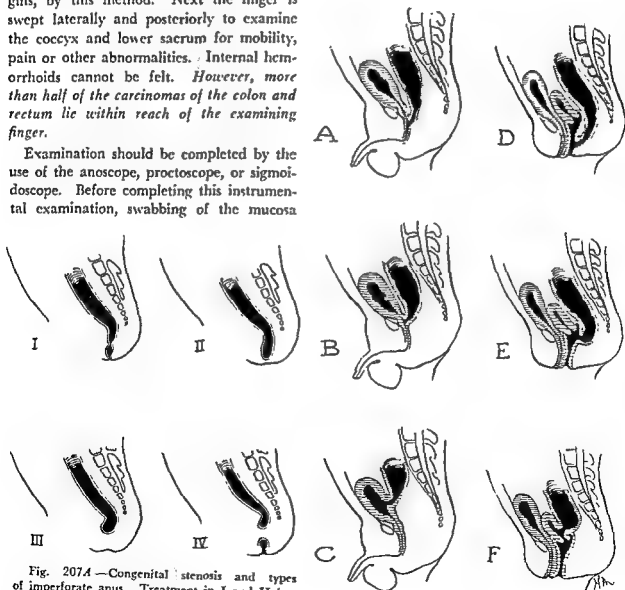 gins, by this method. Next the finger is
swept laterally and posteriorly to examine
the coccyx and lower sacrum for mobility,
pain or other abnormalities. Internal hem-
orrhoids cannot be felt. However, more
than half of the carcinomas of the colon and
rectum lie within reach of the examining
finger.
Examination should be completed by the
use of the anoscope, proctoscope, or sigmoi-
doscope. Before completing this instrumen-
tal examination, swabbing of the mucosa
I
II
III
IV
Fig. 207A—Congenital stenosis and types
of imperforate anus. Treatment in I and II
A
D
B
E
C
F